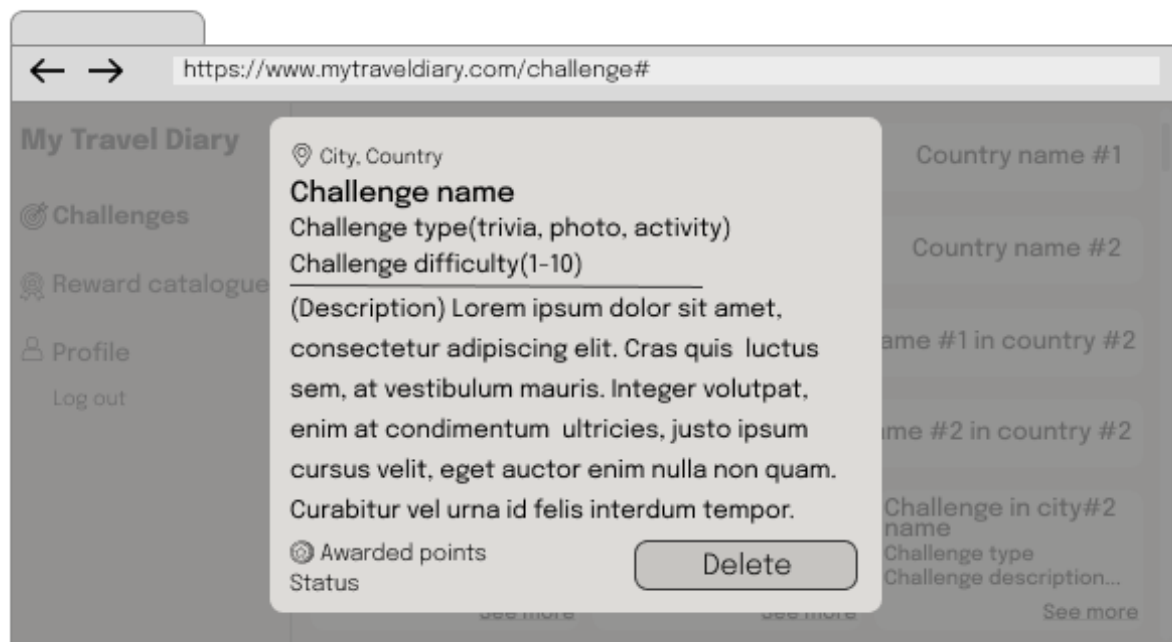 https://www.mytraveldiary.com/challenge#
My Travel Diary
Challenges
Reward catalogue
Profile
Log out
City, Country
Challenge name
Challenge type(trivia, photo, activity)
Challenge difficulty(1-10)
(Description) Lorem ipsum dolor sit amet,
consectetur adipiscing elit. Cras quis luctus
sem, at vestibulum mauris. Integer volutpat,
enim at condimentum ultricies, justo ipsum
cursus velit, eget auctor enim nulla non quam.
Curabitur vel urna id felis interdum tempor.
Awarded points
Status
Delete
Country name #1
Country name #2
ame #1 in country #2
me #2 in country #2
Challenge in city#2
name
Challenge type
Challenge description...
See more
See more
See more